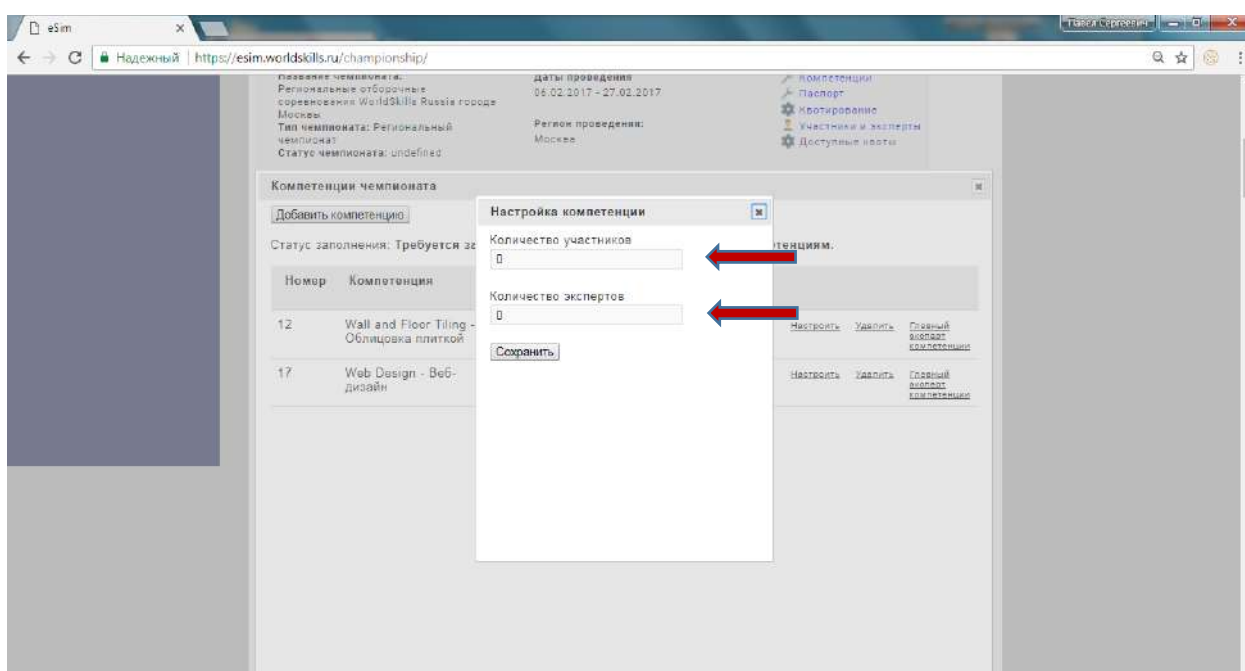 eSim
Павел Сергеевич
Надежный https://esim.worldskills.ru/championship/
Название чемпионата:
Региональные отборочные
соревнования WorldSkills Russia города
Москвы
Тип чемпионата: Региональный
чемпионат
Статус чемпионата: undefined
Даты проведения
06.02.2017 - 27.02.2017
Регион проведения:
Москва
Компетенции
Паспорт
Квотирование
Участники и эксперты
Доступные квоты
Компетенции чемпионата
Добавить компетенцию
Статус заполнения: Требуется за
тенциям.
Номер Компетенция
12 Wall and Floor Tiling -
Облицовка плиткой
Настроить Удалить Главный
эксперт
компетенции
17 Web Design - Веб-
дизайн
Настроить Удалить Главный
эксперт
компетенции
Настройка компетенции
Количество участников
0
Количество экспертов
0
Сохранить